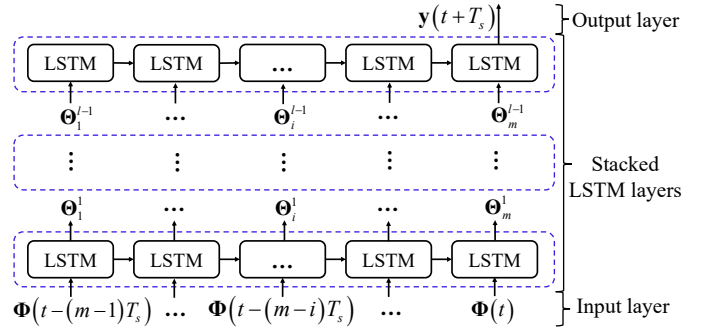 𝐲(t+T_s) Output layer
LSTM LSTM ... LSTM LSTM
𝚯_1^{l-1} ... 𝚯_i^{l-1} ... 𝚯_m^{l-1}
⋮ ⋮ ⋮ ⋮ ⋮
Stacked
LSTM layers
𝚯_1^1 ... 𝚯_i^1 ... 𝚯_m^1
LSTM LSTM ... LSTM LSTM
𝚽(t−(m−1)T_s) ... 𝚽(t−(m−i)T_s) ... 𝚽(t) Input layer